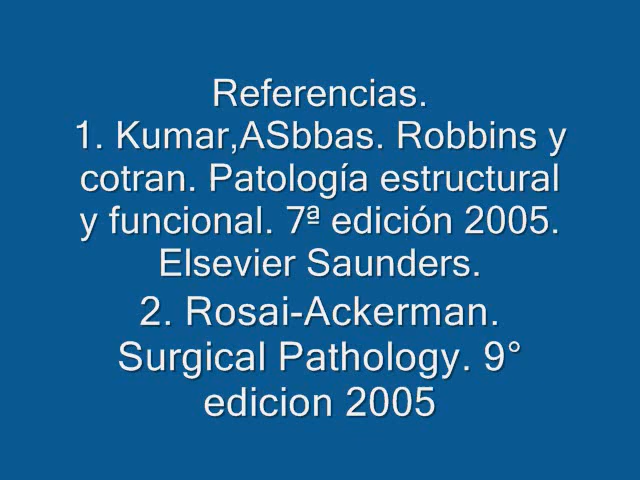 Referencias.
1. Kumar,ASbbas. Robbins y
cotran. Patología estructural
y funcional. 7ª edición 2005.
Elsevier Saunders.
2. Rosai-Ackerman.
Surgical Pathology. 9°
edicion 2005